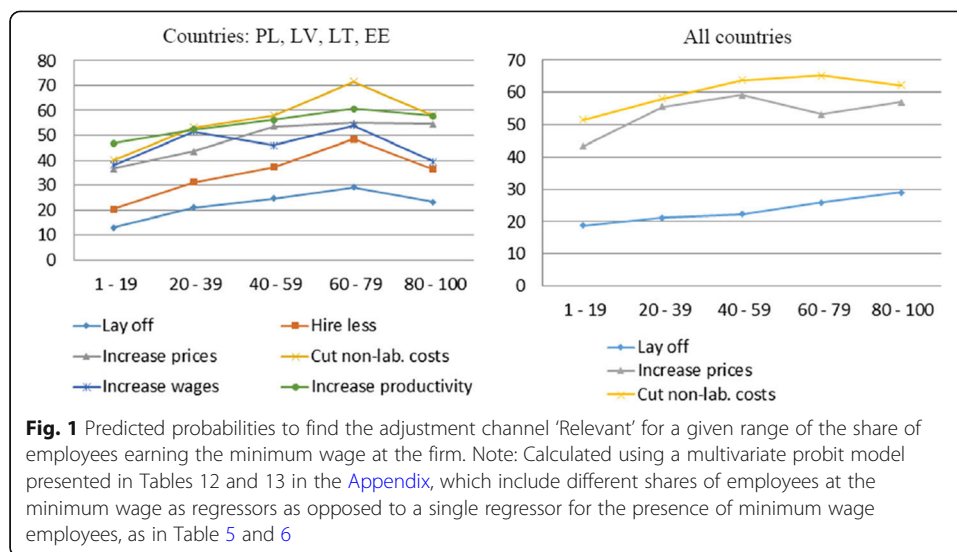 Countries: PL, LV, LT, EE
80
70
60
50
40
30
20
10
0
1 - 19 20 - 39 40 - 59 60 - 79 80 - 100
Lay off Hire less
Increase prices Cut non-lab. costs
Increase wages Increase productivity
All countries
70
60
50
40
30
20
10
0
1 - 19 20 - 39 40 - 59 60 - 79 80 - 100
Lay off
Increase prices
Cut non-lab. costs
Fig. 1 Predicted probabilities to find the adjustment channel ‘Relevant’ for a given range of the share of
employees earning the minimum wage at the firm. Note: Calculated using a multivariate probit model
presented in Tables 12 and 13 in the Appendix, which include different shares of employees at the
minimum wage as regressors as opposed to a single regressor for the presence of minimum wage
employees, as in Table 5 and 6